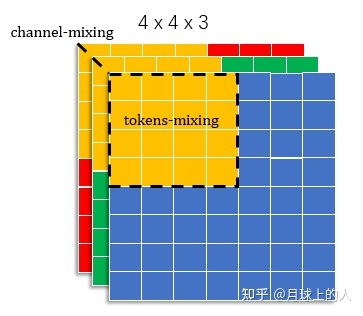 4 x 4 x 3
channel-mixing
tokens-mixing
知乎 @月球上的人